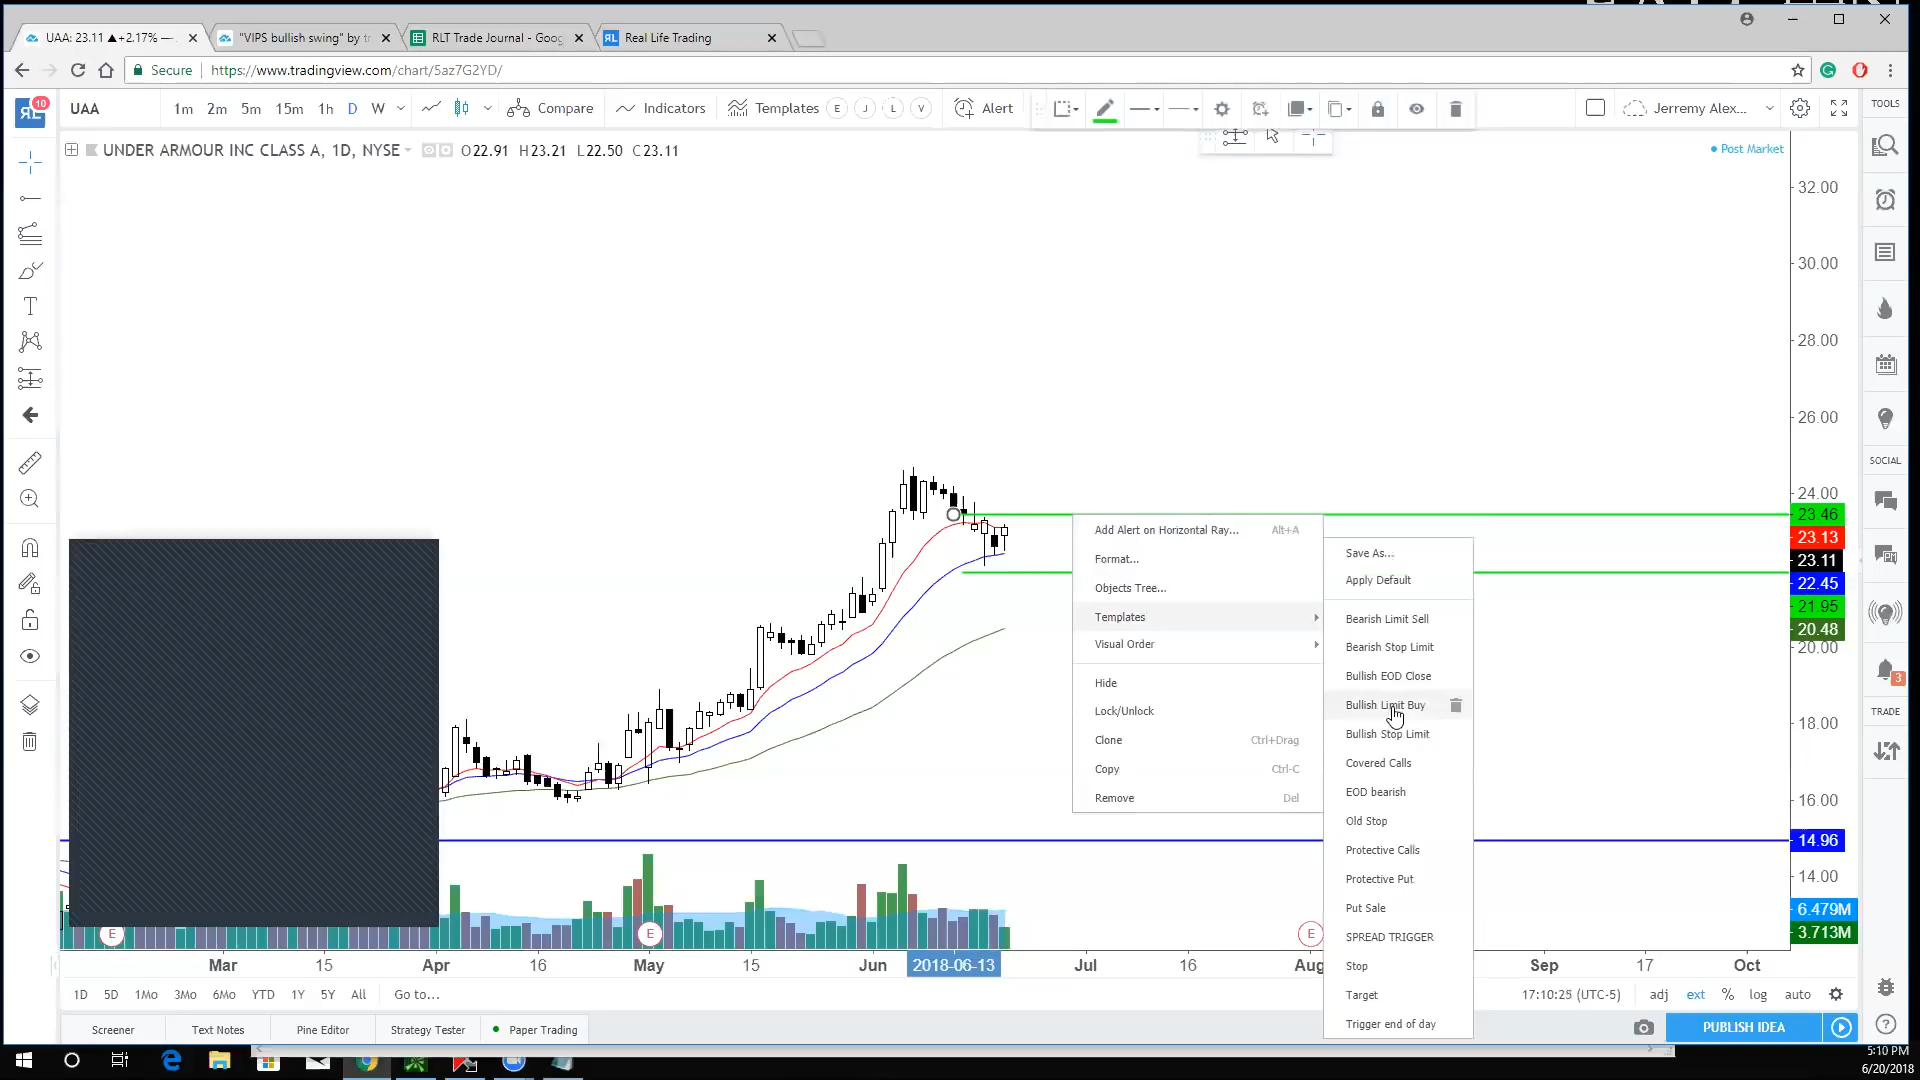 UAA: 23.11 ▲+2.17% —
"VIPS bullish swing" by tr
RLT Trade Journal - Goog
Real Life Trading
Secure
https://www.tradingview.com/chart/5az7G2YD/
10
UAA
1m 2m 5m 15m 1h D W
Compare
Indicators
Templates E J L V
Alert
Jerremy Alex...
TOOLS
UNDER ARMOUR INC CLASS A, 1D, NYSE
O22.91 H23.21 L22.50 C23.11
Post Market
32.00
30.00
28.00
26.00
24.00
23.46
23.13
23.11
22.45
21.95
20.48
20.00
18.00
16.00
14.96
14.00
6.479M
3.713M
SOCIAL
3
TRADE
Add Alert on Horizontal Ray... Alt+A
Format...
Objects Tree...
Templates
Visual Order
Hide
Lock/Unlock
Clone Ctrl+Drag
Copy Ctrl-C
Remove Del
Save As...
Apply Default
Bearish Limit Sell
Bearish Stop Limit
Bullish EOD Close
Bullish Limit Buy
Bullish Stop Limit
Covered Calls
EOD bearish
Old Stop
Protective Calls
Protective Put
Put Sale
SPREAD TRIGGER
Stop
Target
Trigger end of day
E E E
Mar 15 Apr 16 May 15 Jun 2018-06-13 Jul 16 Aug Sep 17 Oct
1D 5D 1Mo 3Mo 6Mo YTD 1Y 5Y All Go to...
17:10:25 (UTC-5) adj ext % log auto
Screener Text Notes Pine Editor Strategy Tester Paper Trading
PUBLISH IDEA
5:10 PM
6/20/2018